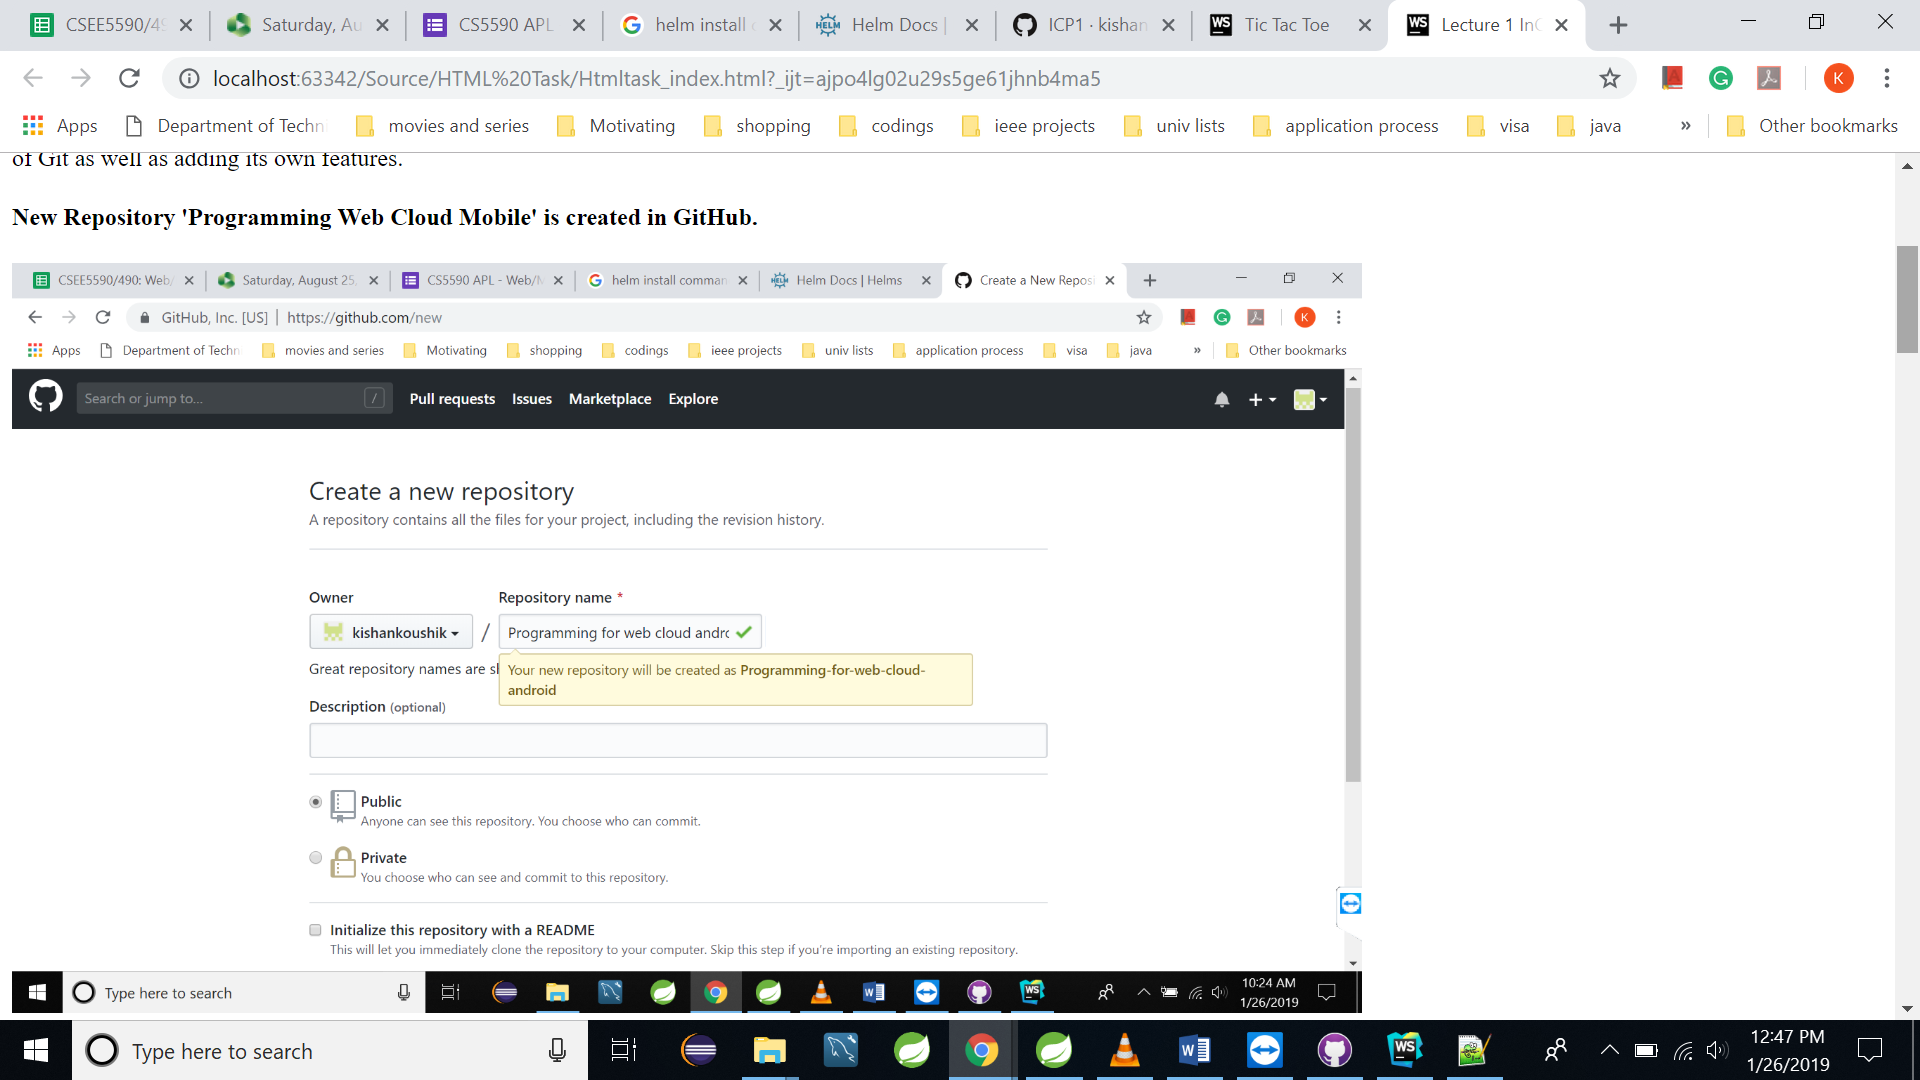 CSEE5590/49 Saturday, Au CS5590 APL helm install c HELM Helm Docs | ICP1 · kishan WS Tic Tac Toe WS Lecture 1 InC
localhost:63342/Source/HTML%20Task/Htmltask_index.html?_ijt=ajpo4lg02u29s5ge61jhnb4ma5 K
Apps Department of Techn movies and series Motivating shopping codings ieee projects univ lists application process visa java » Other bookmarks
of Git as well as adding its own features.
New Repository 'Programming Web Cloud Mobile' is created in GitHub.
CSEE5590/490: Web/ Saturday, August 25, CS5590 APL - Web/M helm install comman HELM Helm Docs | Helms Create a New Reposi
GitHub, Inc. [US] | https://github.com/new K
Apps Department of Techn movies and series Motivating shopping codings ieee projects univ lists application process visa java » Other bookmarks
Search or jump to... / Pull requests Issues Marketplace Explore
Create a new repository
A repository contains all the files for your project, including the revision history.
Owner Repository name *
kishankoushik / Programming for web cloud andro
Great repository names are sl Your new repository will be created as Programming-for-web-cloud-
android
Description (optional)
Public
Anyone can see this repository. You choose who can commit.
Private
You choose who can see and commit to this repository.
Initialize this repository with a README
This will let you immediately clone the repository to your computer. Skip this step if you're importing an existing repository.
Type here to search WS 10:24 AM
1/26/2019
Type here to search WS 12:47 PM
1/26/2019